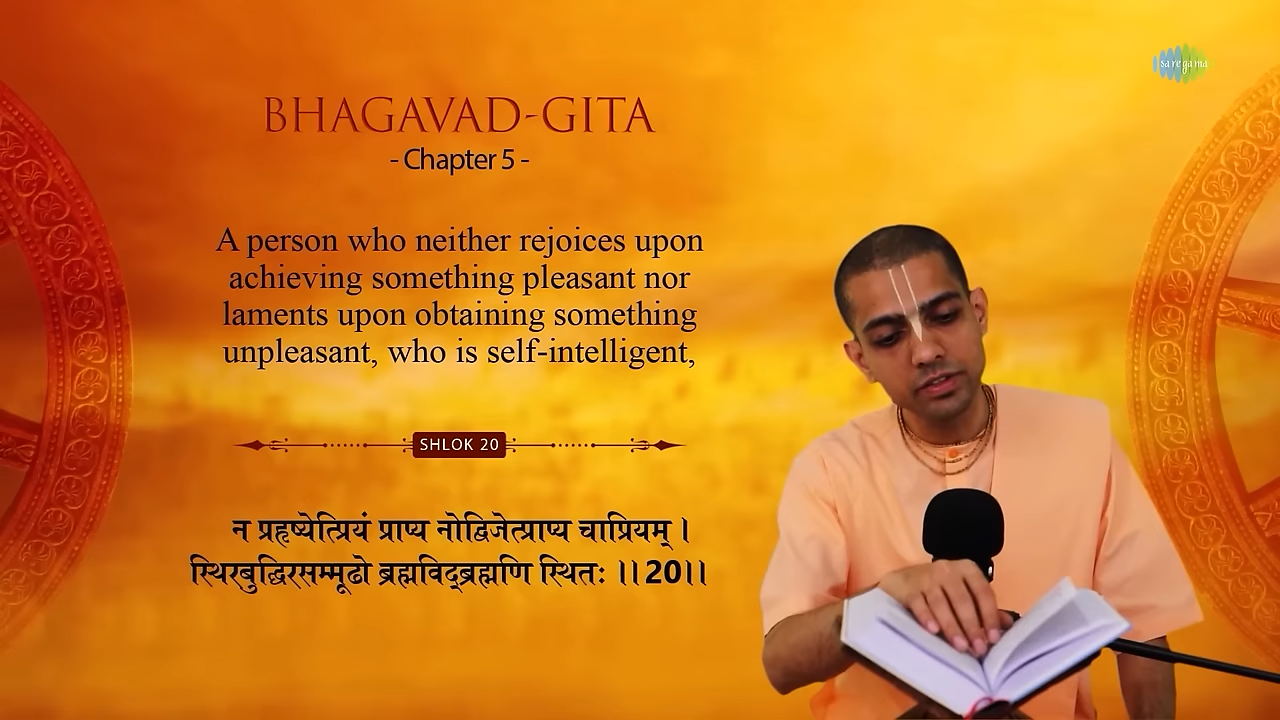 saregama
BHAGAVAD-GITA
- Chapter 5 -
A person who neither rejoices upon
achieving something pleasant nor
laments upon obtaining something
unpleasant, who is self-intelligent,
SHLOK 20
न प्रहृष्येत्प्रियं प्राप्य नोद्विजेत्प्राप्य चाप्रियम् ।
स्थिरबुद्धिरसम्मूढो ब्रह्मविद्ब्रह्मणि स्थितः ।।20।।